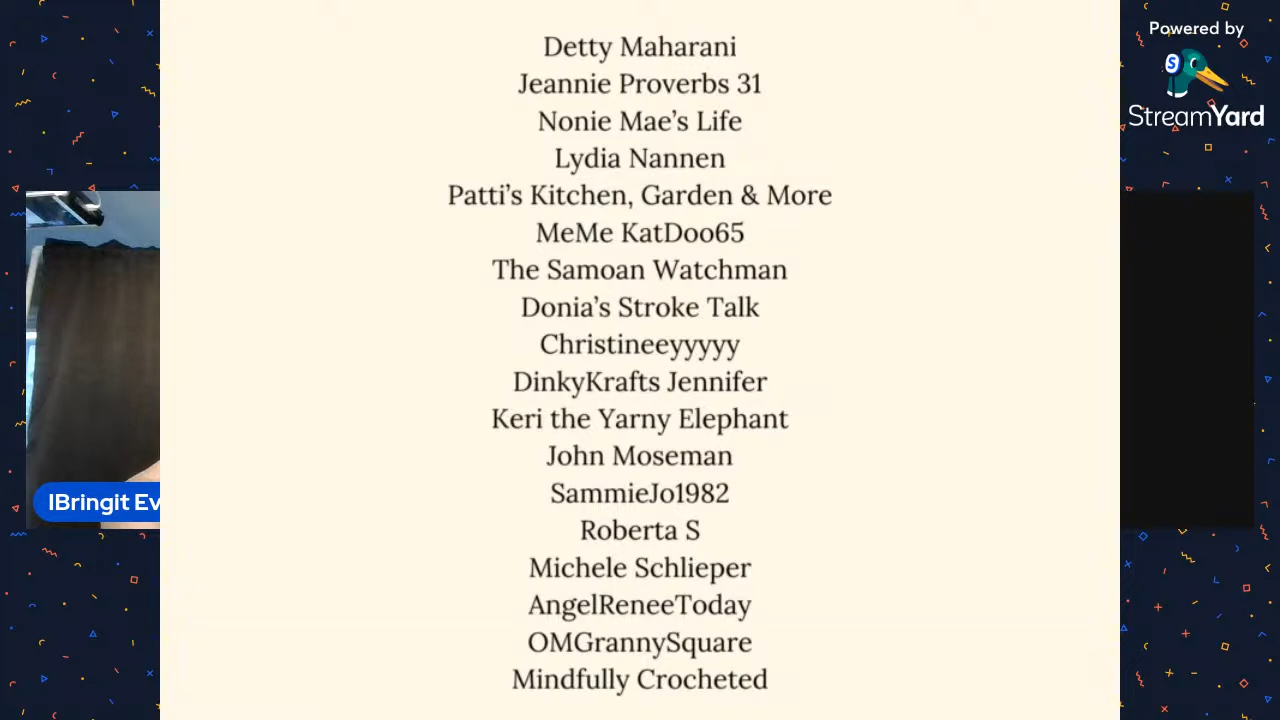 Powered by
StreamYard
Detty Maharani
Jeannie Proverbs 31
Nonie Mae’s Life
Lydia Nannen
Patti’s Kitchen, Garden & More
MeMe KatDoo65
The Samoan Watchman
Donia’s Stroke Talk
Christineeyyyyy
DinkyKrafts Jennifer
Keri the Yarny Elephant
John Moseman
SammieJo1982
Roberta S
Michele Schlieper
AngelReneeToday
OMGrannySquare
Mindfully Crocheted
IBringit Ev